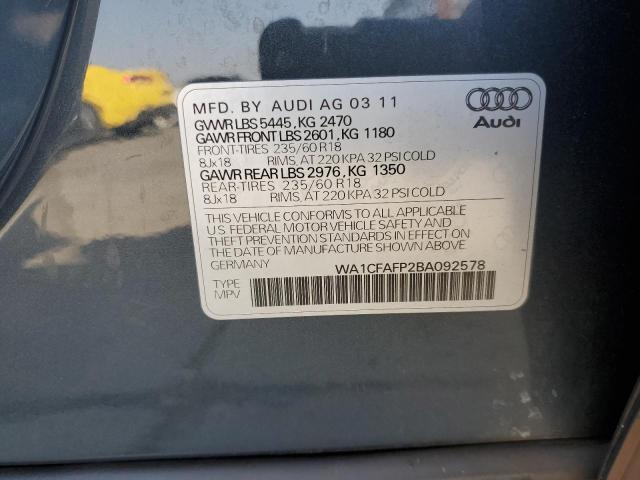 MFD. BY AUDI AG 03 11
GVWR LBS 5445, KG 2470
GAWR FRONT LBS 2601, KG 1180
FRONT-TIRES 235/60 R18
8Jx18 RIMS, AT 220 KPA 32 PSI COLD
GAWR REAR LBS 2976, KG 1350
REAR-TIRES 235/60 R18
8Jx18 RIMS, AT 220 KPA 32 PSI COLD
THIS VEHICLE CONFORMS TO ALL APPLICABLE
U.S. FEDERAL MOTOR VEHICLE SAFETY AND
THEFT PREVENTION STANDARDS IN EFFECT ON
THE DATE OF MANUFACTURE SHOWN ABOVE.
GERMANY
WA1CFAFP2BA092578
TYPE
MPV
Audi